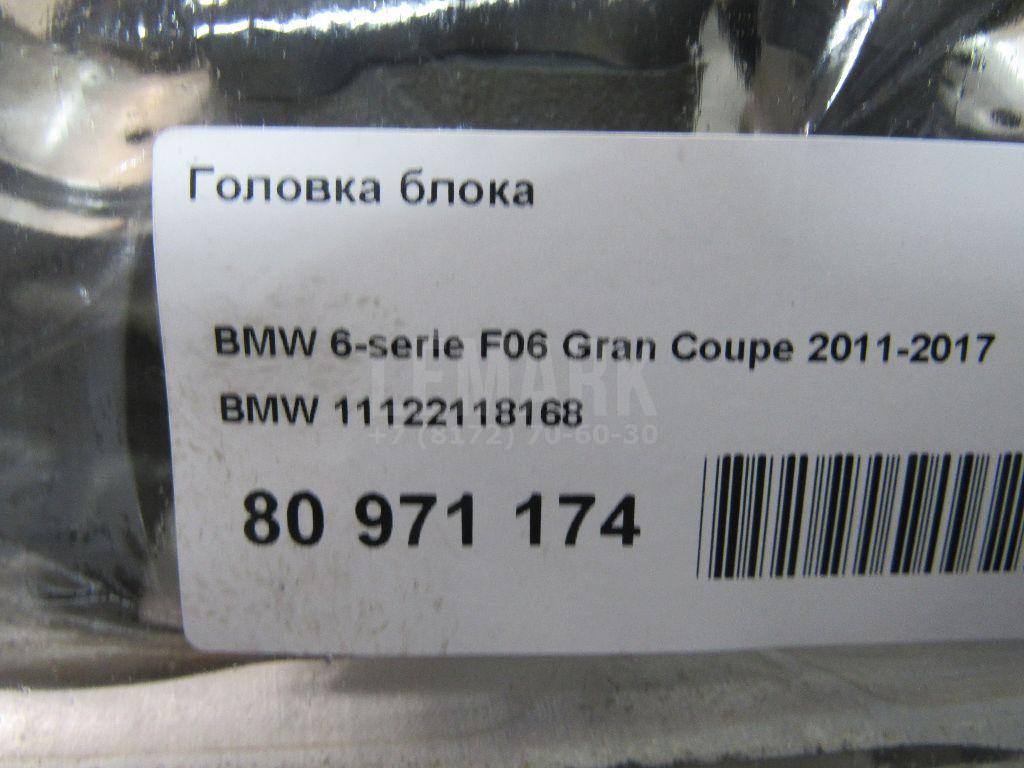 Головка блока
BMW 6-serie F06 Gran Coupe 2011-2017
LEMARK
BMW 11122118168
+7 (8172) 70-60-30
80 971 174